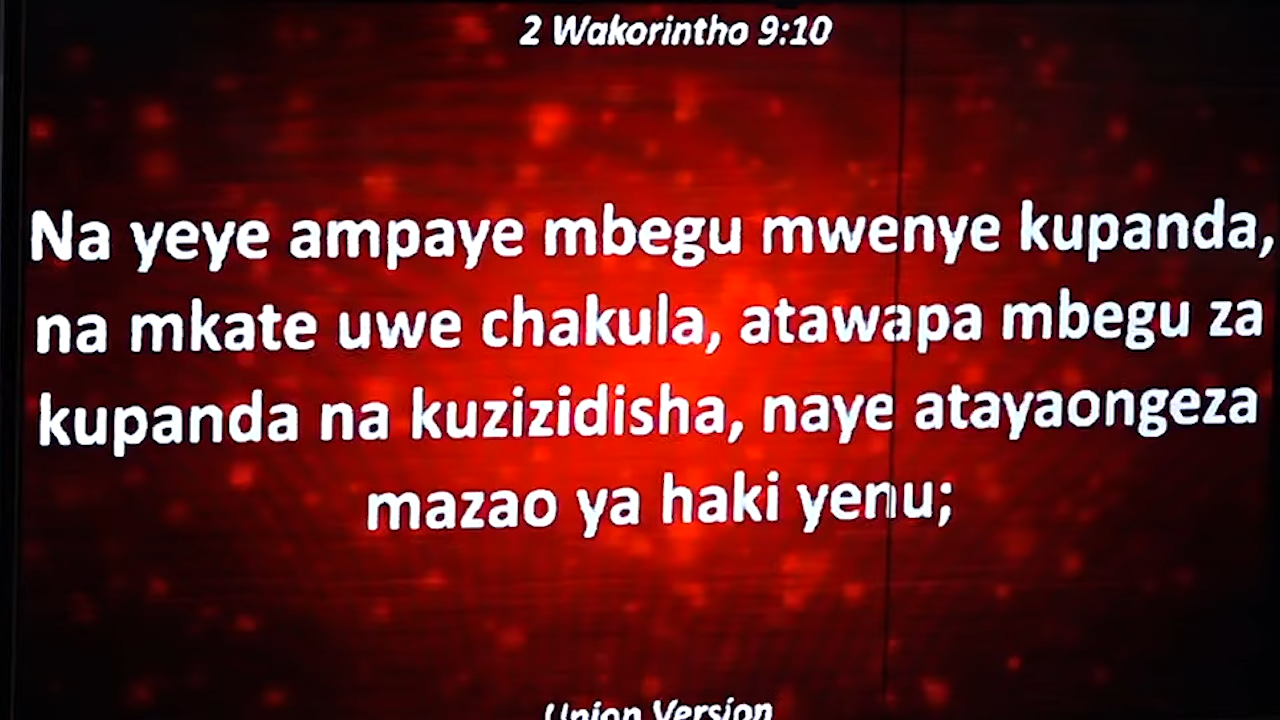 2 Wakorintho 9:10
Na yeye ampaye mbegu mwenye kupanda,
na mkate uwe chakula, atawapa mbegu za
kupanda na kuzizidisha, naye atayaongeza
mazao ya haki yenu;
Union Version